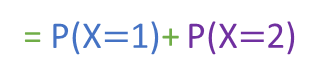 = P(X=1)+ P(X=2)